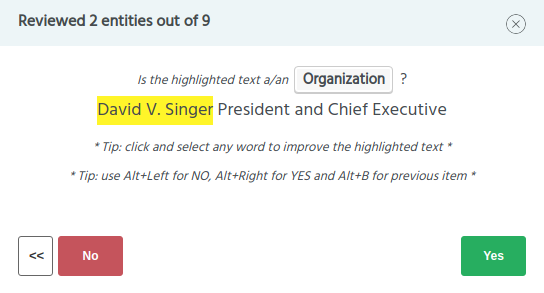 Reviewed 2 entities out of 9
Is the highlighted text a/an Organization ?
David V. Singer President and Chief Executive
* Tip: click and select any word to improve the highlighted text *
* Tip: use Alt+Left for NO, Alt+Right for YES and Alt+B for previous item *
<< No Yes